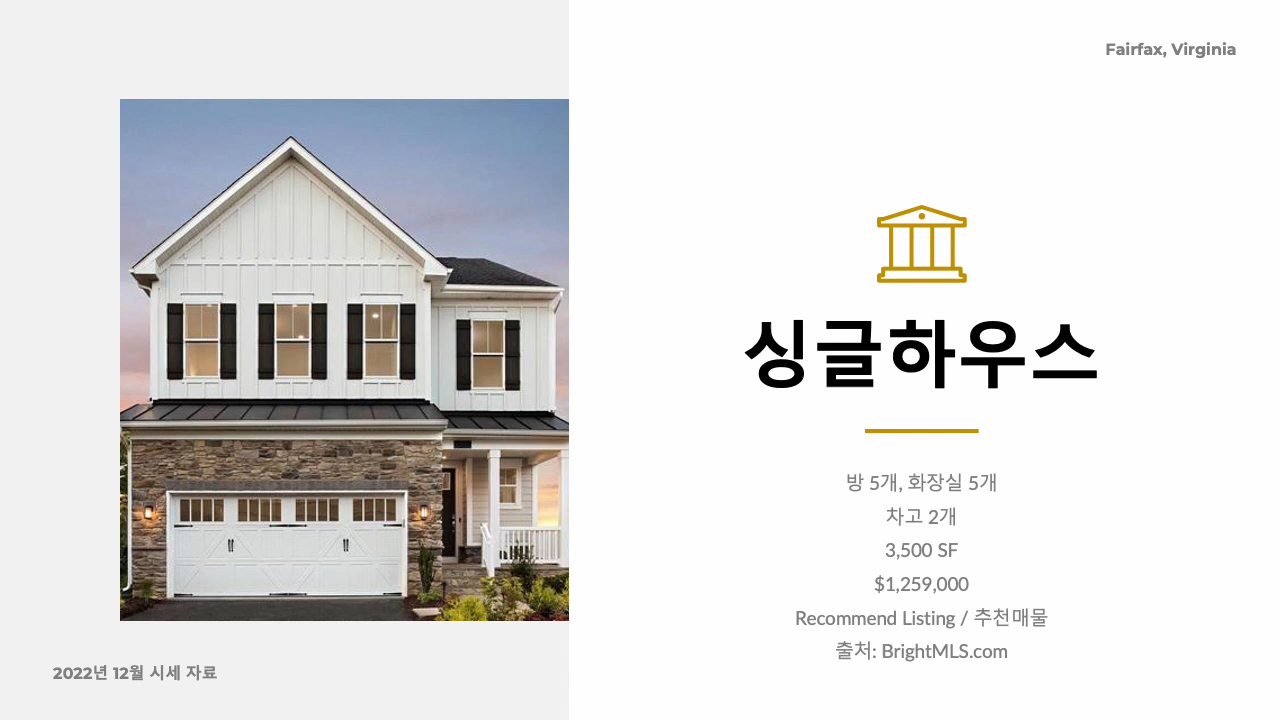 Fairfax, Virginia
싱글하우스
방 5개, 화장실 5개
차고 2개
3,500 SF
$1,259,000
Recommend Listing / 추천매물
출처: BrightMLS.com
2022년 12월 시세 자료